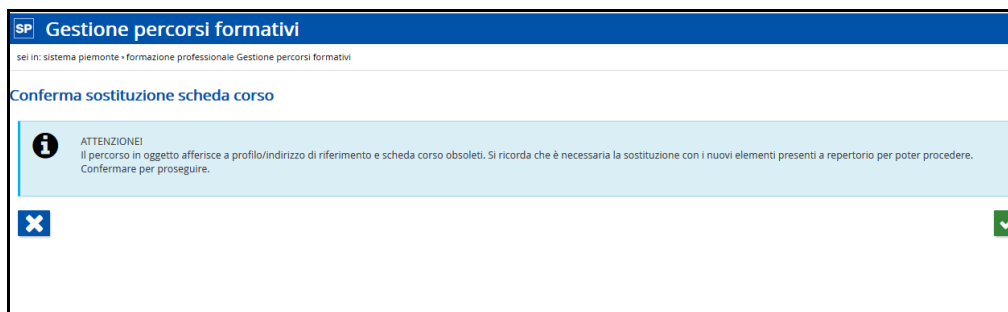 SP Gestione percorsi formativi
sei in: sistema piemonte • formazione professionale Gestione percorsi formativi
Conferma sostituzione scheda corso
ATTENZIONE!
Il percorso in oggetto afferisce a profilo/indirizzo di riferimento e scheda corso obsoleti. Si ricorda che è necessaria la sostituzione con i nuovi elementi presenti a repertorio per poter procedere.
Confermare per proseguire.